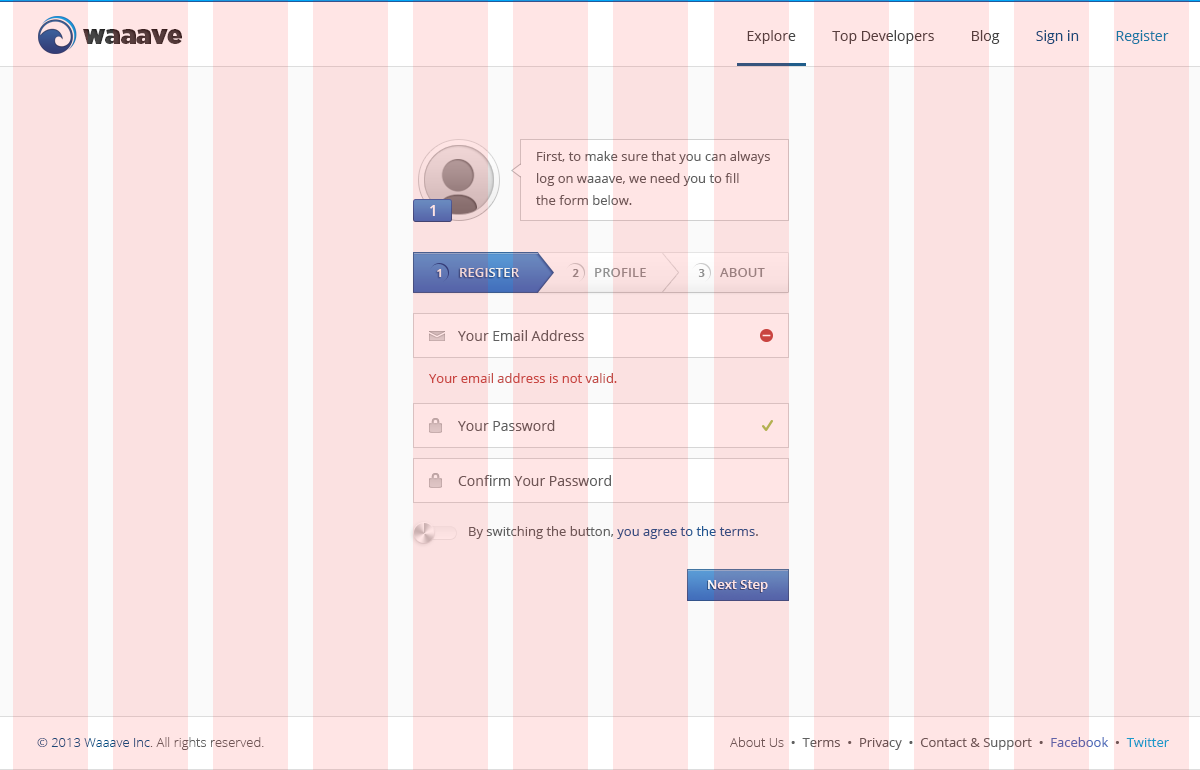 waaave
Explore Top Developers Blog Sign in Register
First, to make sure that you can always
log on waaave, we need you to fill
the form below.
1
1 REGISTER 2 PROFILE 3 ABOUT
Your Email Address
Your email address is not valid.
Your Password
Confirm Your Password
By switching the button, you agree to the terms.
Next Step
© 2013 Waaave Inc. All rights reserved.
About Us • Terms • Privacy • Contact & Support • Facebook • Twitter